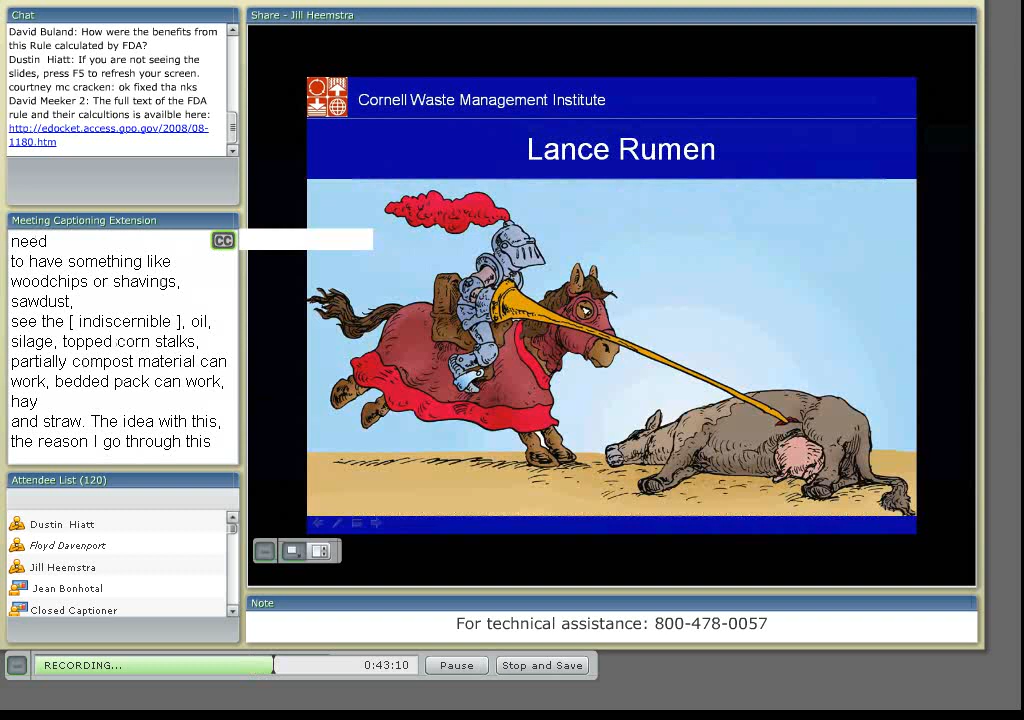 Chat
David Buland: How were the benefits from
this Rule calculated by FDA?
Dustin Hiatt: If you are not seeing the
slides, press F5 to refresh your screen.
courtney mc cracken: ok fixed tha nks
David Meeker 2: The full text of the FDA
rule and their calcultions is availble here:
http://edocket.access.gpo.gov/2008/08-
1180.htm
Meeting Captioning Extension
CC
need
to have something like
woodchips or shavings,
sawdust,
see the [ indiscernible ], oil,
silage, topped corn stalks,
partially compost material can
work, bedded pack can work,
hay
and straw. The idea with this,
the reason I go through this
Attendee List (120)
Dustin Hiatt
Floyd Davenport
Jill Heemstra
Jean Bonhotal
Closed Captioner
Share - Jill Heemstra
Cornell Waste Management Institute
Lance Rumen
Note
For technical assistance: 800-478-0057
RECORDING...
0:43:10
Pause
Stop and Save